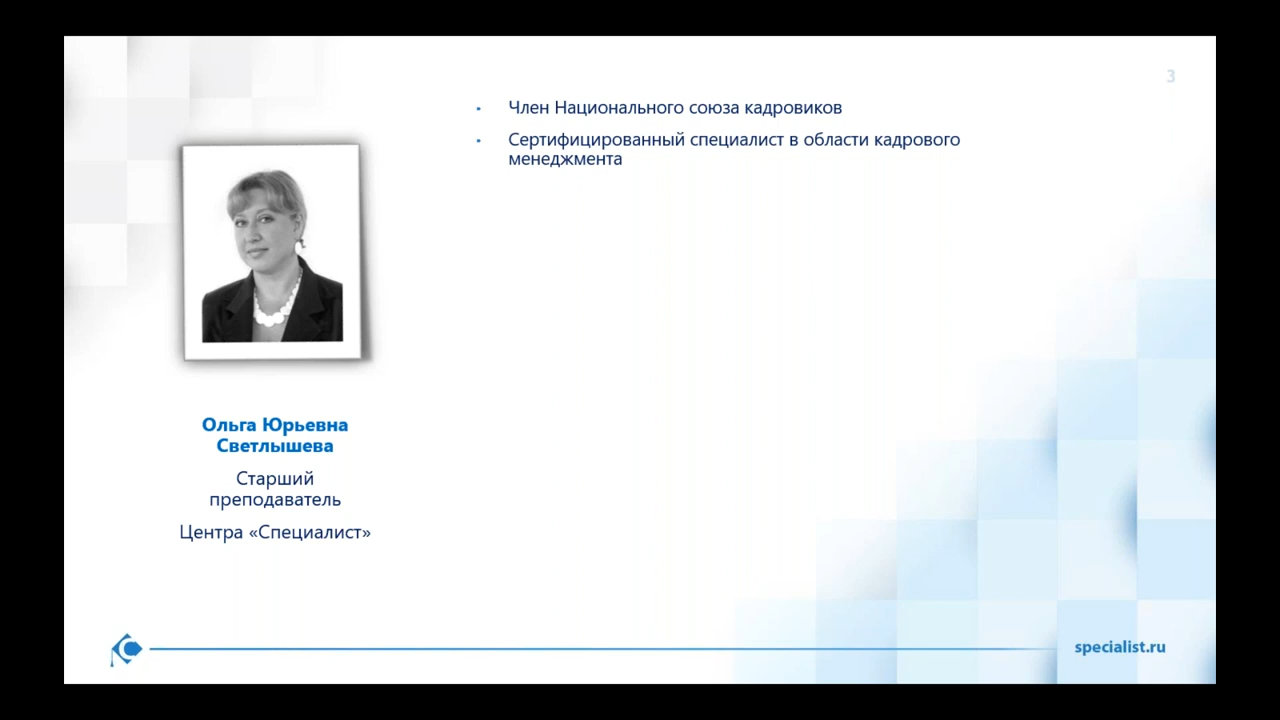 3
• Член Национального союза кадровиков
• Сертифицированный специалист в области кадрового
менеджмента
Ольга Юрьевна
Светлышева
Старший
преподаватель
Центра «Специалист»
specialist.ru